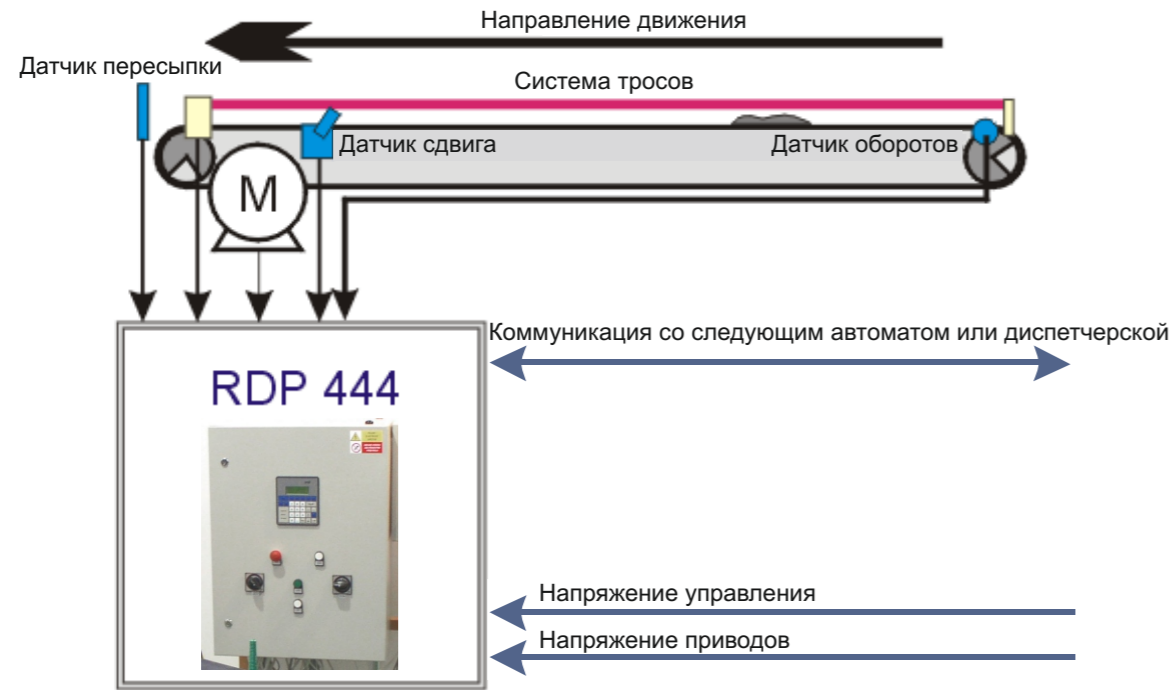 Направление движения
Датчик пересыпки
Система тросов
Датчик сдвига
Датчик оборотов
M
Коммуникация со следующим автоматом или диспетчерской
RDP 444
Напряжение управления
Напряжение приводов